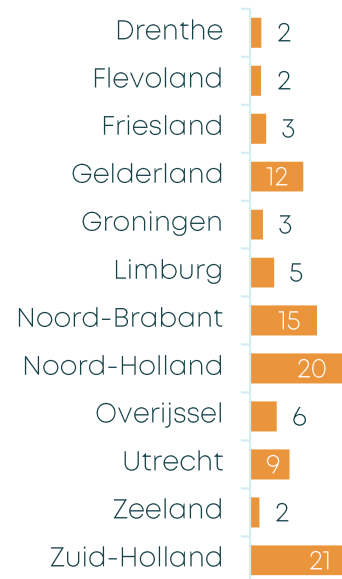 Drenthe 2
Flevoland 2
Friesland 3
Gelderland 12
Groningen 3
Limburg 5
Noord-Brabant 15
Noord-Holland 20
Overijssel 6
Utrecht 9
Zeeland 2
Zuid-Holland 21